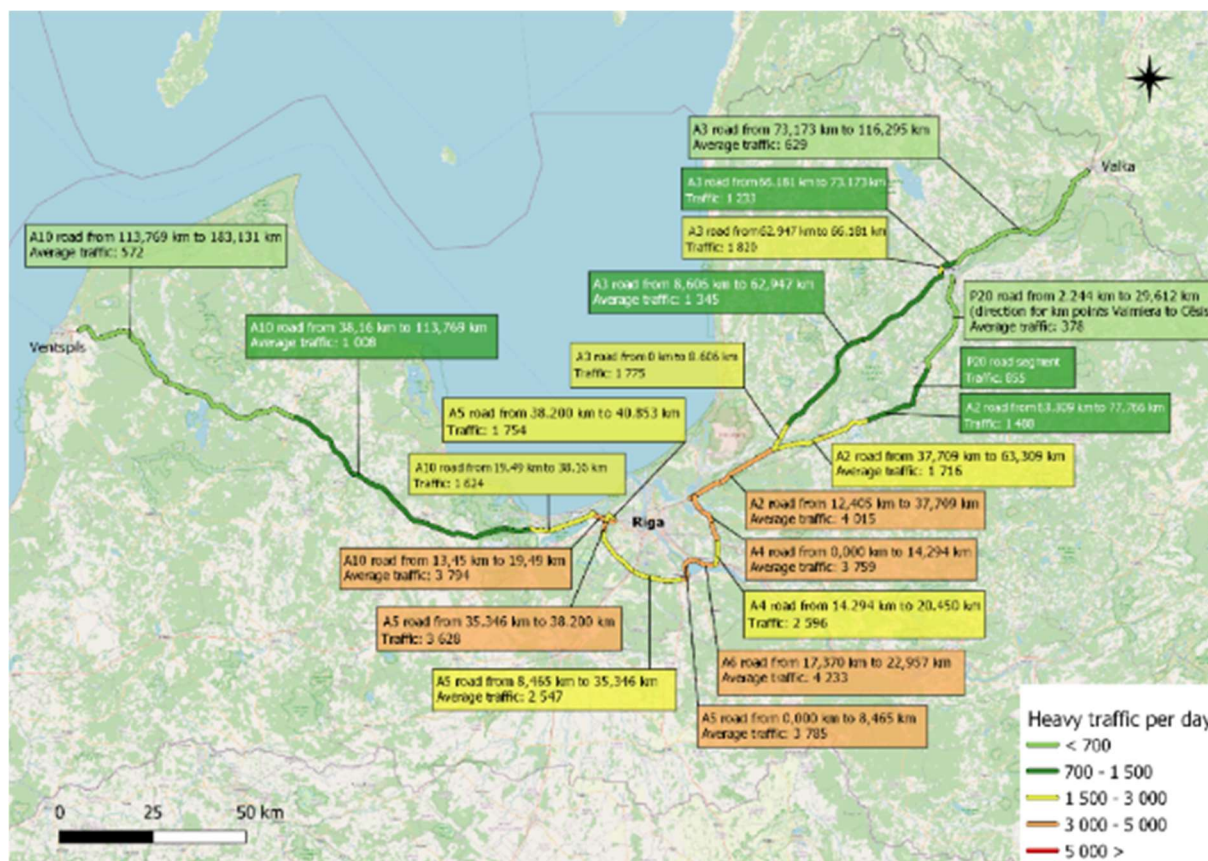 A3 road from 73,173 km to 116,295 km
Average traffic: 629
Valka
A3 road from 66.181 km to 73.173 km
Traffic: 1 233
A3 road from 62.947 km to 66.181 km
Traffic: 1 820
A10 road from 113,769 km to 183,131 km
Average traffic: 572
A3 road from 8,606 km to 62,947 km
Average traffic: 1 345
P20 road from 2.244 km to 29,612 km
(direction for km points Valmiera to Cēsis
Average traffic: 378
Ventspils
A10 road from 38,16 km to 113,769 km
Average traffic: 1 008
A3 road from 0 km to 8.606 km
Traffic: 1 775
P20 road segment
Traffic: 855
A5 road from 38.200 km to 40.853 km
Traffic: 1 754
A2 road from 63.309 km to 77.766 km
Traffic: 1 488
A10 road from 19.49 km to 38.16 km
Traffic: 1 624
A2 road from 37,709 km to 63,309 km
Average traffic: 1 716
A2 road from 12,405 km to 37,709 km
Average traffic: 4 015
Riga
A10 road from 13,45 km to 19,49 km
Average traffic: 3 794
A4 road from 0,000 km to 14,294 km
Average traffic: 3 759
A5 road from 35.346 km to 38.200 km
Traffic: 3 628
A4 road from 14.294 km to 20.450 km
Traffic: 2 596
A5 road from 8,465 km to 35,346 km
Average traffic: 2 547
A6 road from 17,370 km to 22,957 km
Average traffic: 4 233
A5 road from 0,000 km to 8,465 km
Average traffic: 3 785
Heavy traffic per day
< 700
700 - 1 500
1 500 - 3 000
3 000 - 5 000
5 000 >
0 25 50 km